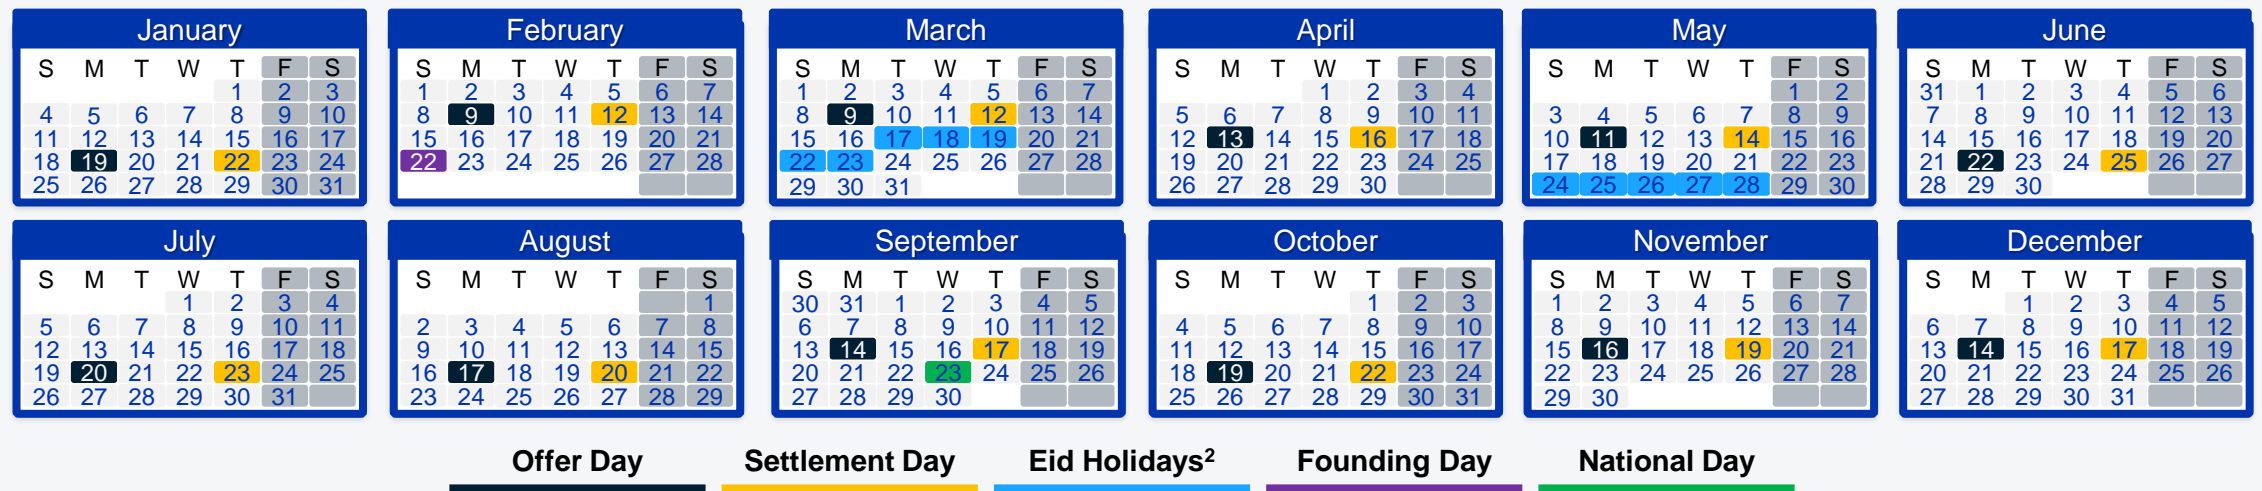 January February March April May June
S M T W T F S S M T W T F S S M T W T F S S M T W T F S S M T W T F S S M T W T F S
1 2 3 1 2 3 4 5 6 7 1 2 3 4 5 6 7 1 2 3 4 1 2 31 1 2 3 4 5 6
4 5 6 7 8 9 10 8 9 10 11 12 13 14 8 9 10 11 12 13 14 5 6 7 8 9 10 11 3 4 5 6 7 8 9 7 8 9 10 11 12 13
11 12 13 14 15 16 17 15 16 17 18 19 20 21 15 16 17 18 19 20 21 12 13 14 15 16 17 18 10 11 12 13 14 15 16 14 15 16 17 18 19 20
18 19 20 21 22 23 24 22 23 24 25 26 27 28 22 23 24 25 26 27 28 19 20 21 22 23 24 25 17 18 19 20 21 22 23 21 22 23 24 25 26 27
25 26 27 28 29 30 31 29 30 31 26 27 28 29 30 24 25 26 27 28 29 30 28 29 30
July August September October November December
S M T W T F S S M T W T F S S M T W T F S S M T W T F S S M T W T F S S M T W T F S
1 2 3 4 1 30 31 1 2 3 4 5 1 2 3 1 2 3 4 5 6 7 1 2 3 4 5
5 6 7 8 9 10 11 2 3 4 5 6 7 8 6 7 8 9 10 11 12 4 5 6 7 8 9 10 8 9 10 11 12 13 14 6 7 8 9 10 11 12
12 13 14 15 16 17 18 9 10 11 12 13 14 15 13 14 15 16 17 18 19 11 12 13 14 15 16 17 15 16 17 18 19 20 21 13 14 15 16 17 18 19
19 20 21 22 23 24 25 16 17 18 19 20 21 22 20 21 22 23 24 25 26 18 19 20 21 22 23 24 22 23 24 25 26 27 28 20 21 22 23 24 25 26
26 27 28 29 30 31 23 24 25 26 27 28 29 27 28 29 30 25 26 27 28 29 30 31 29 30 27 28 29 30 31
Offer Day Settlement Day Eid Holidays² Founding Day National Day